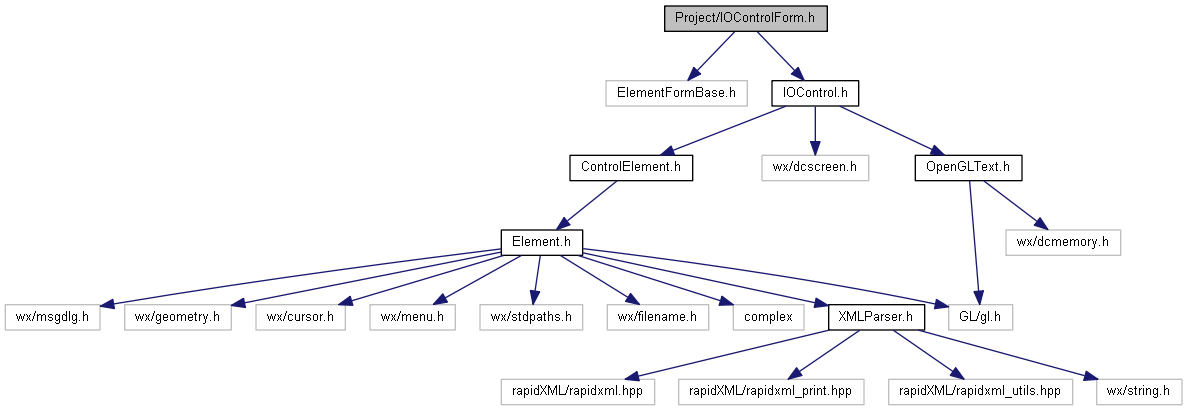 Project/IOControlForm.h
ElementFormBase.h
IOControl.h
ControlElement.h
wx/dcscreen.h
OpenGLText.h
Element.h
wx/dcmemory.h
wx/msgdlg.h
wx/geometry.h
wx/cursor.h
wx/menu.h
wx/stdpaths.h
wx/filename.h
complex
XMLParser.h
GL/gl.h
rapidXML/rapidxml.hpp
rapidXML/rapidxml_print.hpp
rapidXML/rapidxml_utils.hpp
wx/string.h